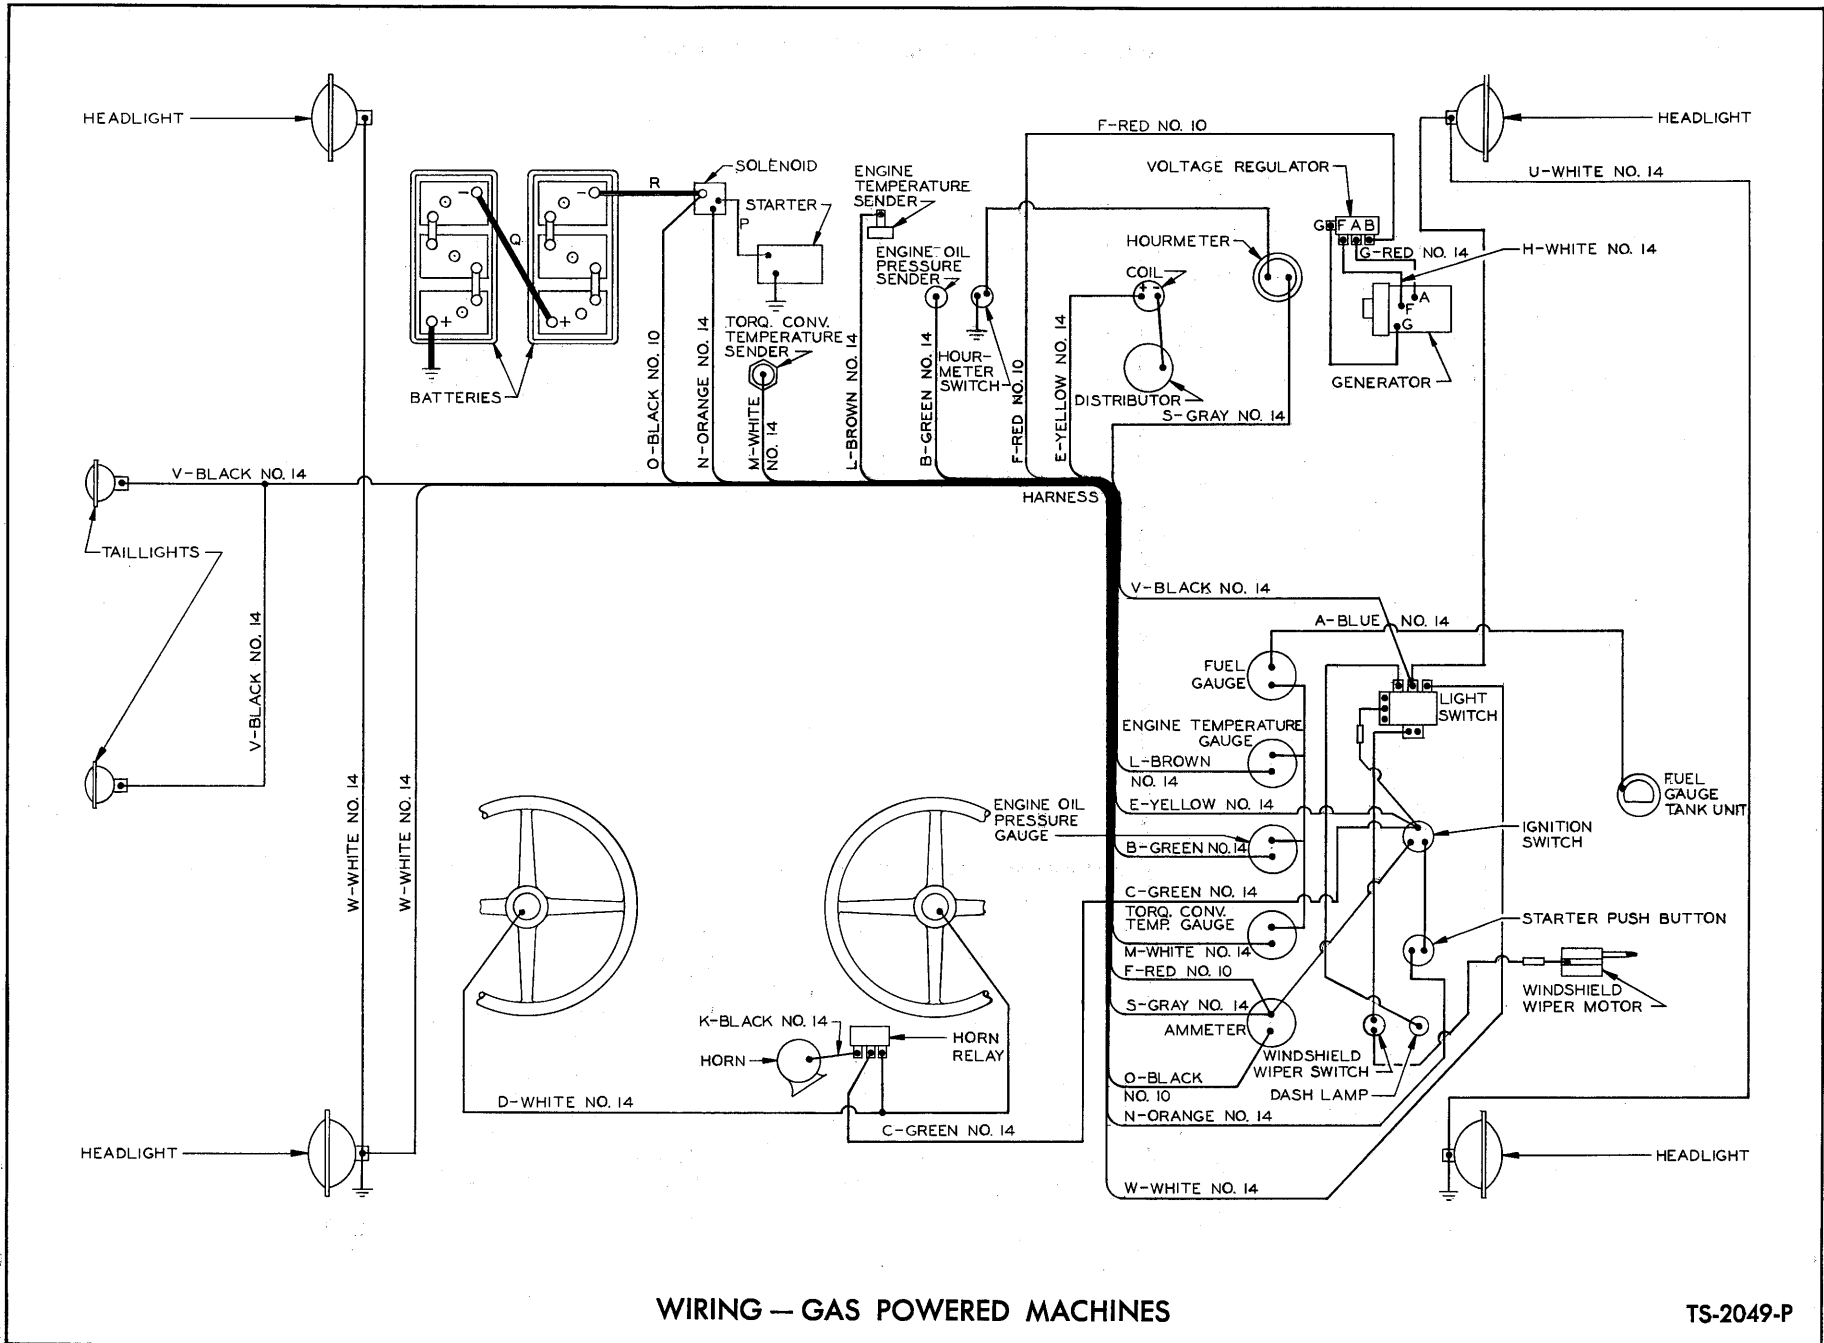 HEADLIGHT
HEADLIGHT
F-RED NO. 10
SOLENOID
ENGINE
TEMPERATURE
SENDER
VOLTAGE REGULATOR
U-WHITE NO. 14
R
STARTER
P
G F A B
Q
ENGINE OIL
PRESSURE
SENDER
HOURMETER
G-RED NO. 14
H-WHITE NO. 14
COIL
+ -
A
F
G
TORQ. CONV.
TEMPERATURE
SENDER
HOUR-
METER
SWITCH
GENERATOR
BATTERIES
DISTRIBUTOR
S-GRAY NO. 14
O-BLACK NO. 10
N-ORANGE NO. 14
M-WHITE
NO. 14
L-BROWN NO. 14
B-GREEN NO. 14
F-RED NO. 10
E-YELLOW NO. 14
V-BLACK NO. 14
HARNESS
TAILLIGHTS
V-BLACK NO. 14
V-BLACK NO. 14
A-BLUE NO. 14
FUEL
GAUGE
LIGHT
SWITCH
ENGINE TEMPERATURE
GAUGE
L-BROWN
NO. 14
FUEL
GAUGE
TANK UNIT
W-WHITE NO. 14
W-WHITE NO. 14
E-YELLOW NO. 14
ENGINE OIL
PRESSURE
GAUGE
IGNITION
SWITCH
B-GREEN NO. 14
C-GREEN NO. 14
TORQ. CONV.
TEMP. GAUGE
STARTER PUSH BUTTON
M-WHITE NO. 14
F-RED NO. 10
WINDSHIELD
WIPER MOTOR
S-GRAY NO. 14
AMMETER
K-BLACK NO. 14
HORN
RELAY
HORN
WINDSHIELD
WIPER SWITCH
O-BLACK
NO. 10
DASH LAMP
D-WHITE NO. 14
N-ORANGE NO. 14
C-GREEN NO. 14
HEADLIGHT
HEADLIGHT
W-WHITE NO. 14
WIRING — GAS POWERED MACHINES
TS-2049-P